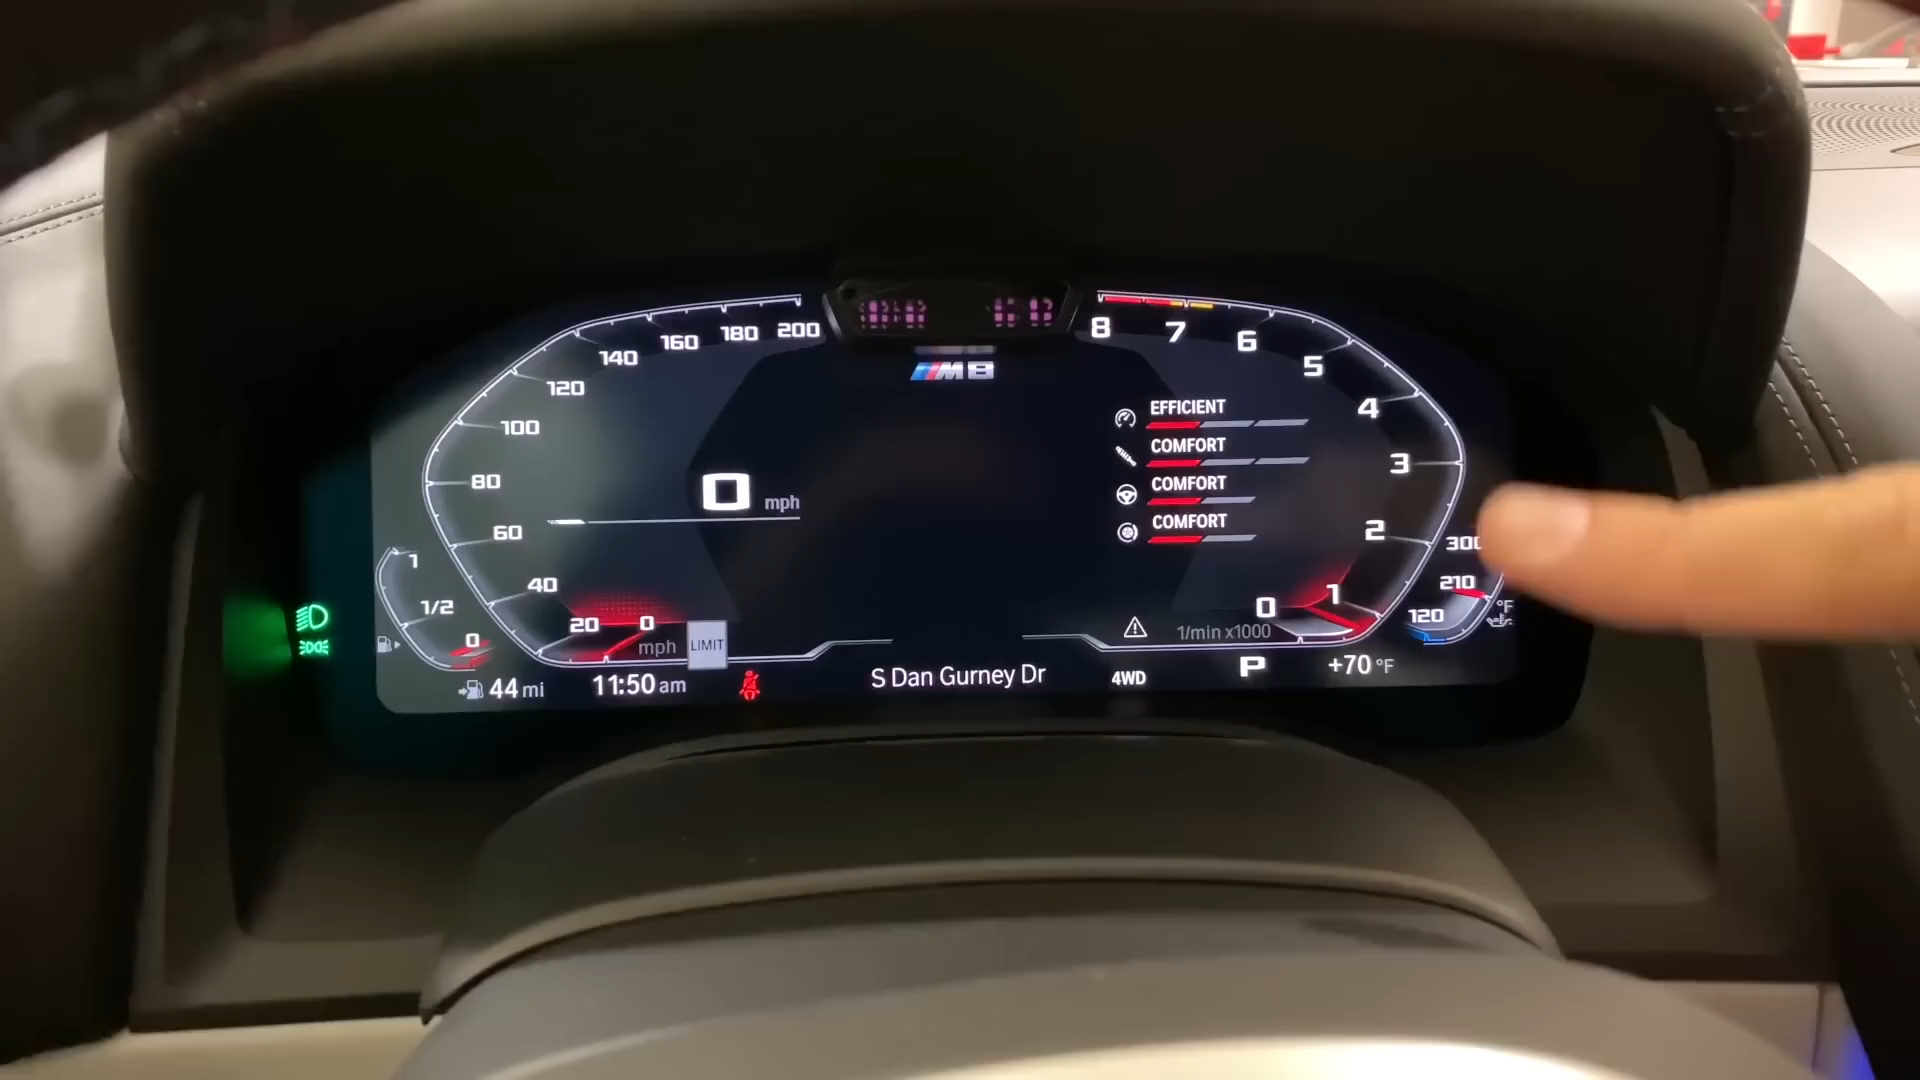 200
180
160
140
120
100
80
60
40
20
0
mph
LIMIT
0 mph
M8
8
7
6
5
4
3
2
1
0
1/min x1000
EFFICIENT
COMFORT
COMFORT
COMFORT
1
1/2
0
210
120
°F
44 mi
11:50 am
S Dan Gurney Dr
4WD
P
+70 °F